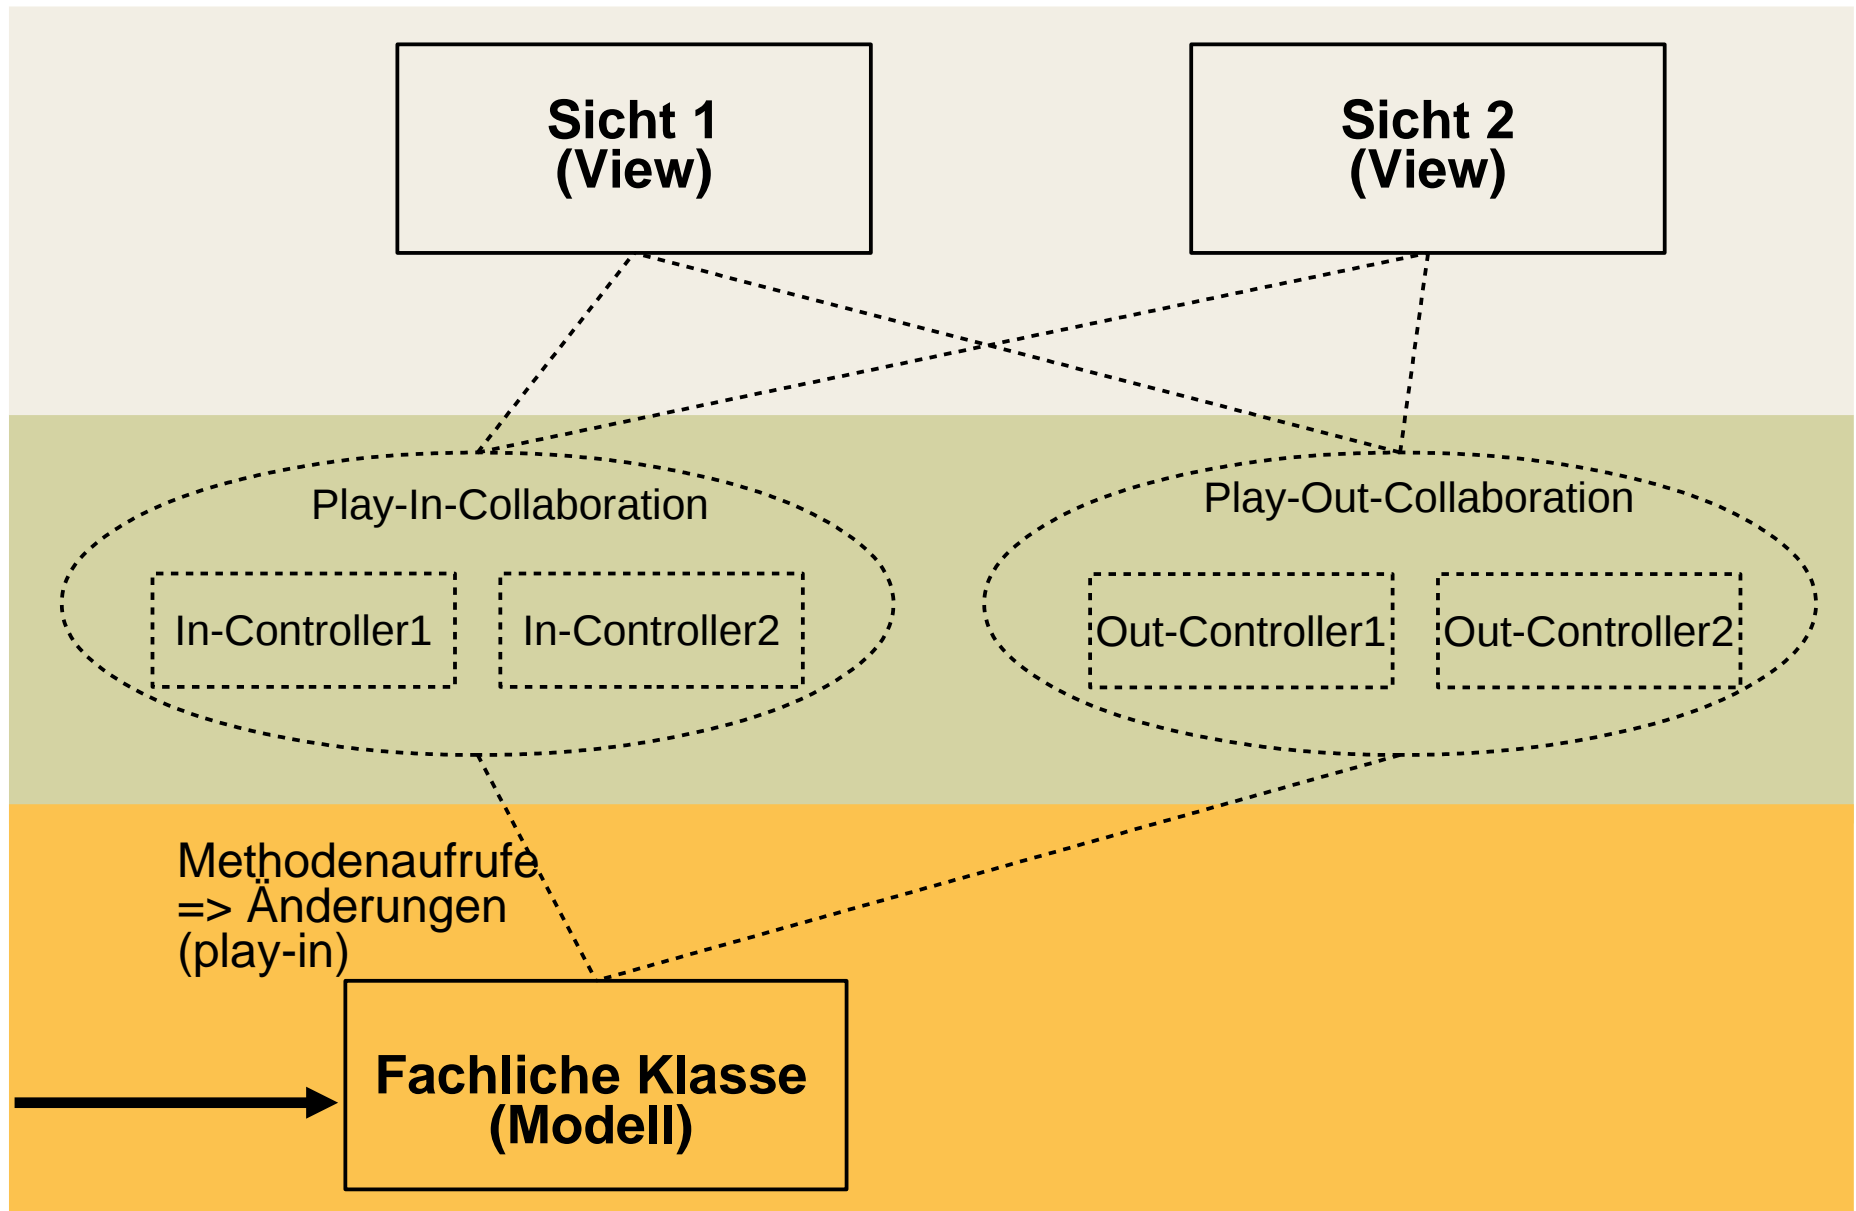 Sicht 1
(View)
Sicht 2
(View)
Play-In-Collaboration
In-Controller1
In-Controller2
Play-Out-Collaboration
Out-Controller1
Out-Controller2
Methodenaufrufe
=> Änderungen
(play-in)
Fachliche Klasse
(Modell)